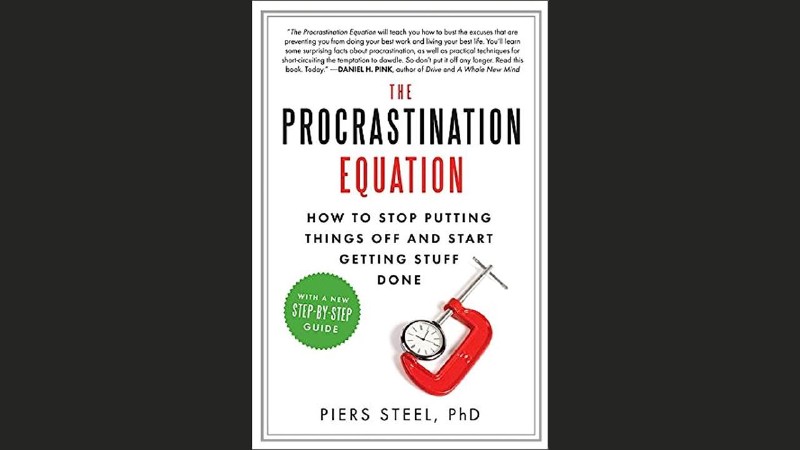 "The Procrastination Equation will teach you how to bust the excuses that are
preventing you from doing your best work and living your best life. You'll learn
some surprising facts about procrastination, as well as practical techniques for
short-circuiting the temptation to dawdle. So don't put it off any longer. Read this
book. Today." —DANIEL H. PINK, author of Drive and A Whole New Mind
THE
PROCRASTINATION
EQUATION
HOW TO STOP PUTTING
THINGS OFF AND START
GETTING STUFF
DONE
WITH A NEW
STEP-BY-STEP
GUIDE
PIERS STEEL, PhD